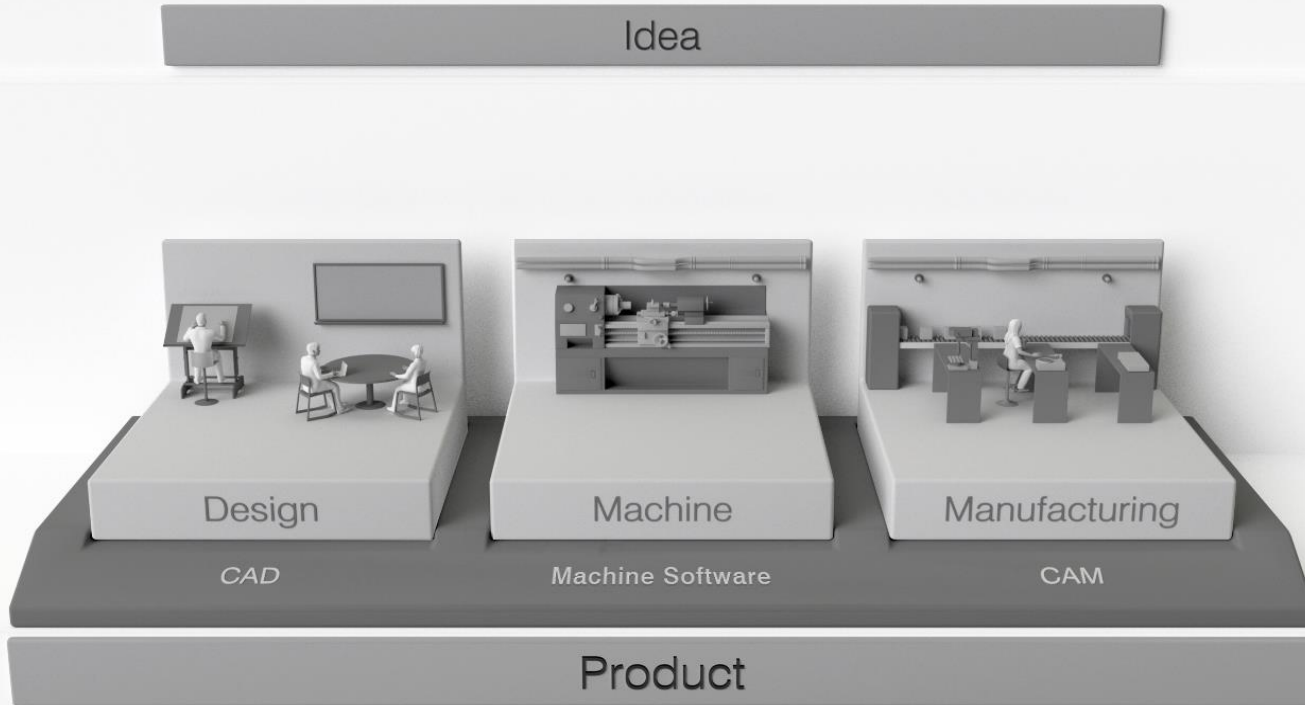 Idea
Design
Machine
Manufacturing
CAD
Machine Software
CAM
Product